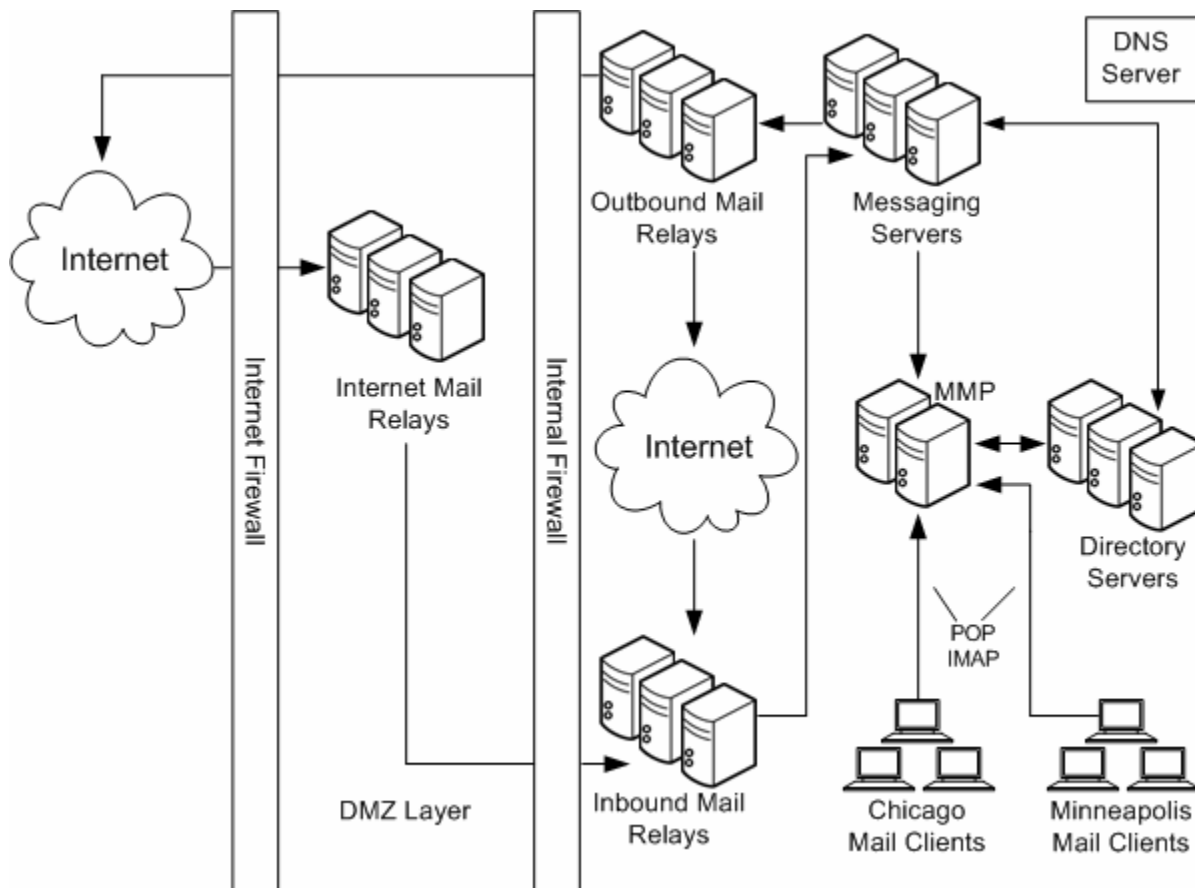 DNS
Server
Outbound Mail
Relays
Messaging
Servers
Internet
Internet Mail
Relays
Internet Firewall
Internal Firewall
MMP
Internet
Directory
Servers
POP
IMAP
DMZ Layer
Inbound Mail
Relays
Chicago
Mail Clients
Minneapolis
Mail Clients